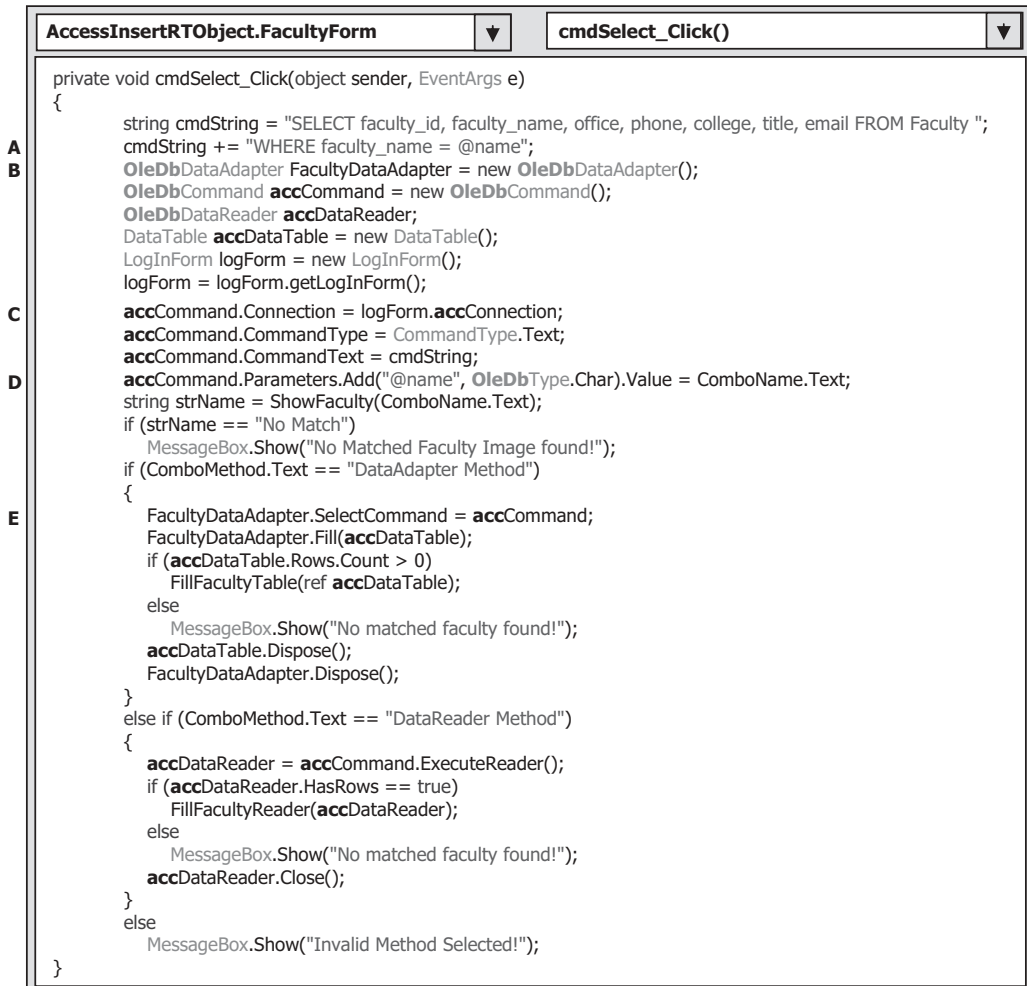 AccessInsertRTObject.FacultyForm cmdSelect_Click()
private void cmdSelect_Click(object sender, EventArgs e)
{
string cmdString = "SELECT faculty_id, faculty_name, office, phone, college, title, email FROM Faculty ";
A cmdString += "WHERE faculty_name = @name";
B OleDbDataAdapter FacultyDataAdapter = new OleDbDataAdapter();
OleDbCommand accCommand = new OleDbCommand();
OleDbDataReader accDataReader;
DataTable accDataTable = new DataTable();
LogInForm logForm = new LogInForm();
logForm = logForm.getLogInForm();
C accCommand.Connection = logForm.accConnection;
accCommand.CommandType = CommandType.Text;
accCommand.CommandText = cmdString;
D accCommand.Parameters.Add("@name", OleDbType.Char).Value = ComboName.Text;
string strName = ShowFaculty(ComboName.Text);
if (strName == "No Match")
MessageBox.Show("No Matched Faculty Image found!");
if (ComboMethod.Text == "DataAdapter Method")
{
E FacultyDataAdapter.SelectCommand = accCommand;
FacultyDataAdapter.Fill(accDataTable);
if (accDataTable.Rows.Count > 0)
FillFacultyTable(ref accDataTable);
else
MessageBox.Show("No matched faculty found!");
accDataTable.Dispose();
FacultyDataAdapter.Dispose();
}
else if (ComboMethod.Text == "DataReader Method")
{
accDataReader = accCommand.ExecuteReader();
if (accDataReader.HasRows == true)
FillFacultyReader(accDataReader);
else
MessageBox.Show("No matched faculty found!");
accDataReader.Close();
}
else
MessageBox.Show("Invalid Method Selected!");
}